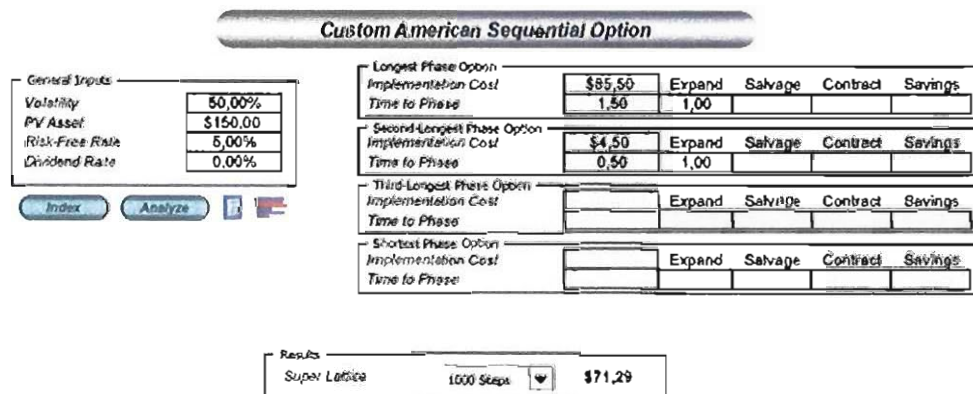 Custom American Sequential Option
General Inputs
Volatility 50,00%
PV Asset $150,00
Risk-Free Rate 5,00%
Dividend Rate 0,00%
Index Analyze
Longest Phase Option
Implementation Cost $85,50 Expand Salvage Contract Savings
Time to Phase 1,50 1,00
Second-Longest Phase Option
Implementation Cost $4,50 Expand Salvage Contract Savings
Time to Phase 0,50 1,00
Third-Longest Phase Option
Implementation Cost Expand Salvage Contract Savings
Time to Phase
Shortest Phase Option
Implementation Cost Expand Salvage Contract Savings
Time to Phase
Results
Super Lattice 1000 Steps $71,29